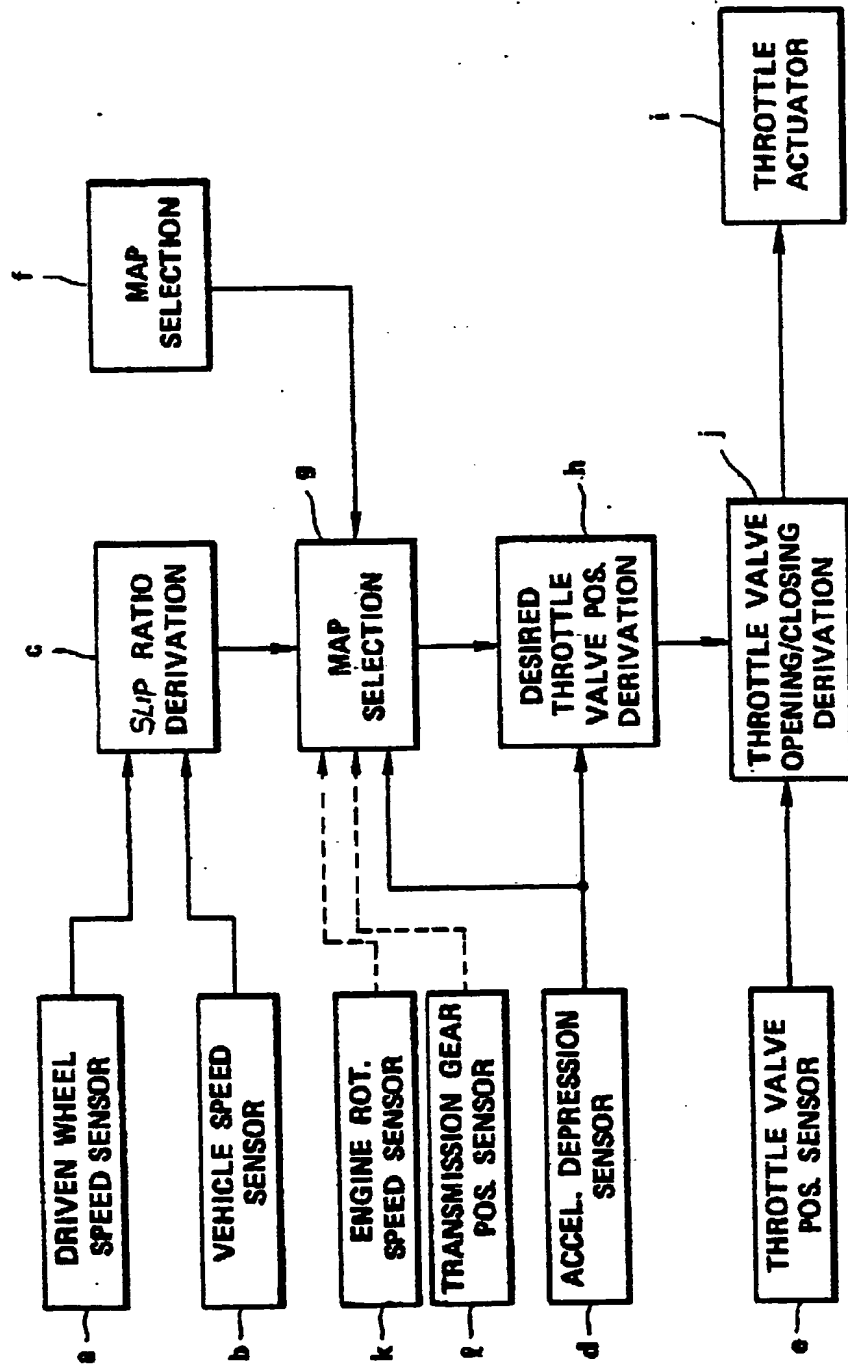 a
DRIVEN WHEEL
SPEED SENSOR
b
VEHICLE SPEED
SENSOR
k
ENGINE ROT.
SPEED SENSOR
ℓ
TRANSMISSION GEAR
POS. SENSOR
d
ACCEL. DEPRESSION
SENSOR
e
THROTTLE VALVE
POS. SENSOR
c
SLIP RATIO
DERIVATION
g
MAP
SELECTION
h
DESIRED
THROTTLE
VALVE POS.
DERIVATION
j
THROTTLE VALVE
OPENING/CLOSING
DERIVATION
f
MAP
SELECTION
i
THROTTLE
ACTUATOR